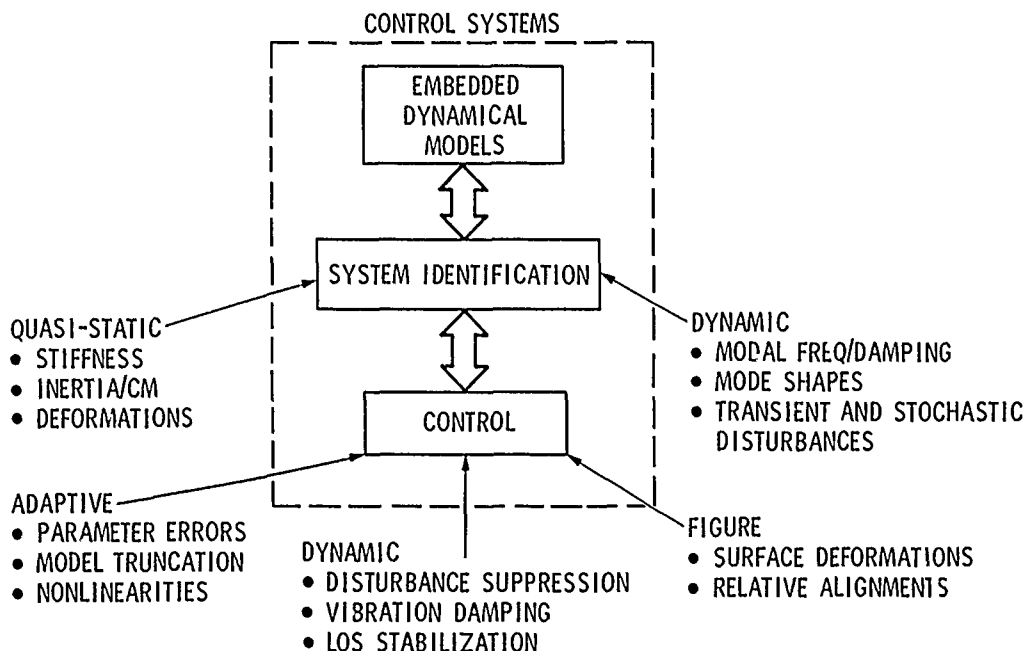 CONTROL SYSTEMS
EMBEDDED
DYNAMICAL
MODELS
SYSTEM IDENTIFICATION
QUASI-STATIC
• STIFFNESS
• INERTIA/CM
• DEFORMATIONS
DYNAMIC
• MODAL FREQ/DAMPING
• MODE SHAPES
• TRANSIENT AND STOCHASTIC
DISTURBANCES
CONTROL
ADAPTIVE
• PARAMETER ERRORS
• MODEL TRUNCATION
• NONLINEARITIES
DYNAMIC
• DISTURBANCE SUPPRESSION
• VIBRATION DAMPING
• LOS STABILIZATION
FIGURE
• SURFACE DEFORMATIONS
• RELATIVE ALIGNMENTS